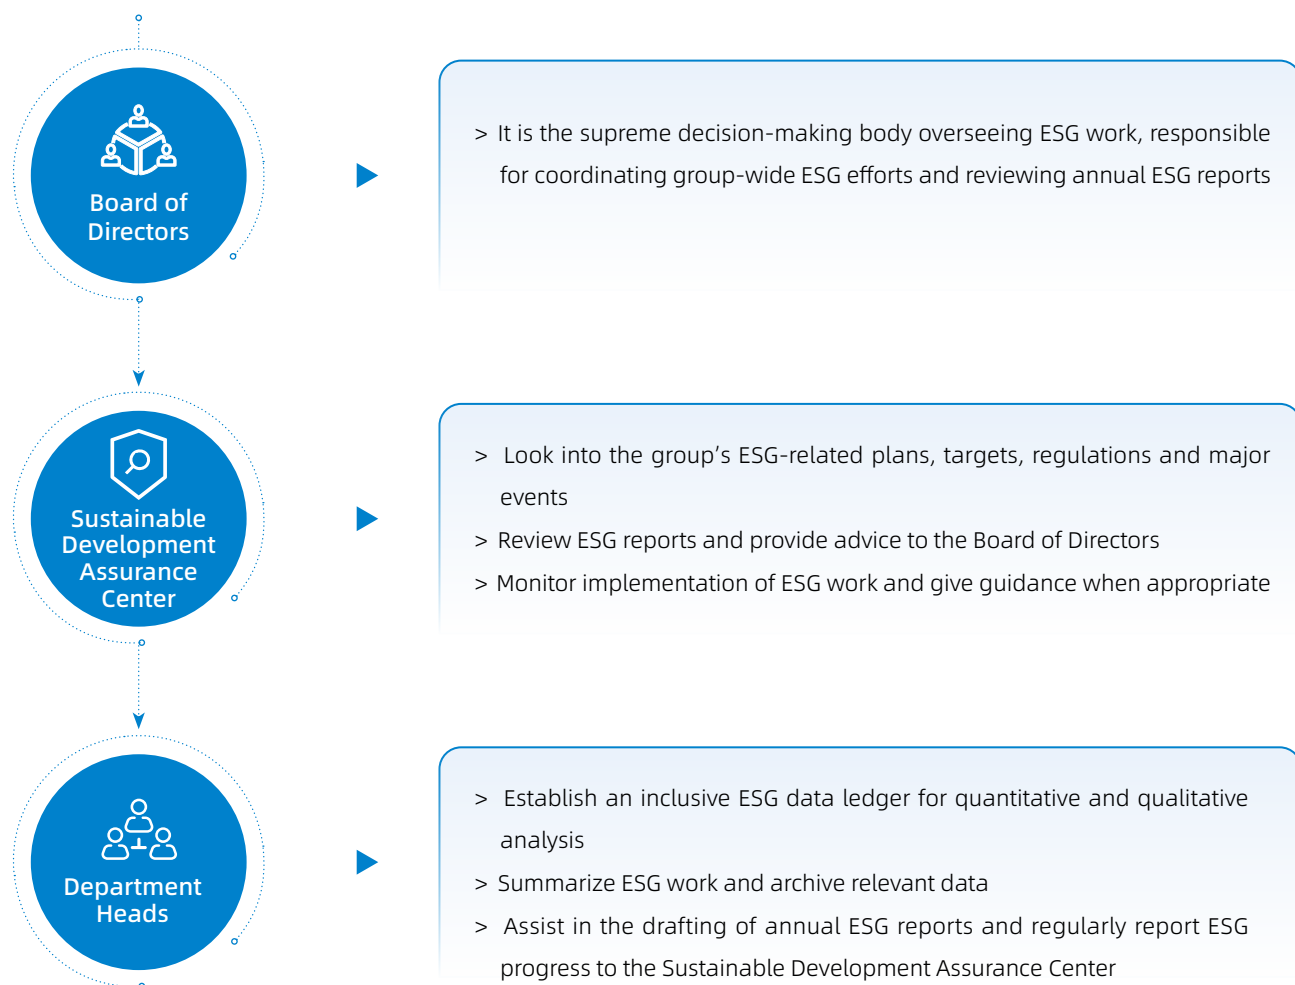 Board of
Directors
> It is the supreme decision-making body overseeing ESG work, responsible
for coordinating group-wide ESG efforts and reviewing annual ESG reports
Sustainable
Development
Assurance
Center
> Look into the group’s ESG-related plans, targets, regulations and major
events
> Review ESG reports and provide advice to the Board of Directors
> Monitor implementation of ESG work and give guidance when appropriate
Department
Heads
> Establish an inclusive ESG data ledger for quantitative and qualitative
analysis
> Summarize ESG work and archive relevant data
> Assist in the drafting of annual ESG reports and regularly report ESG
progress to the Sustainable Development Assurance Center